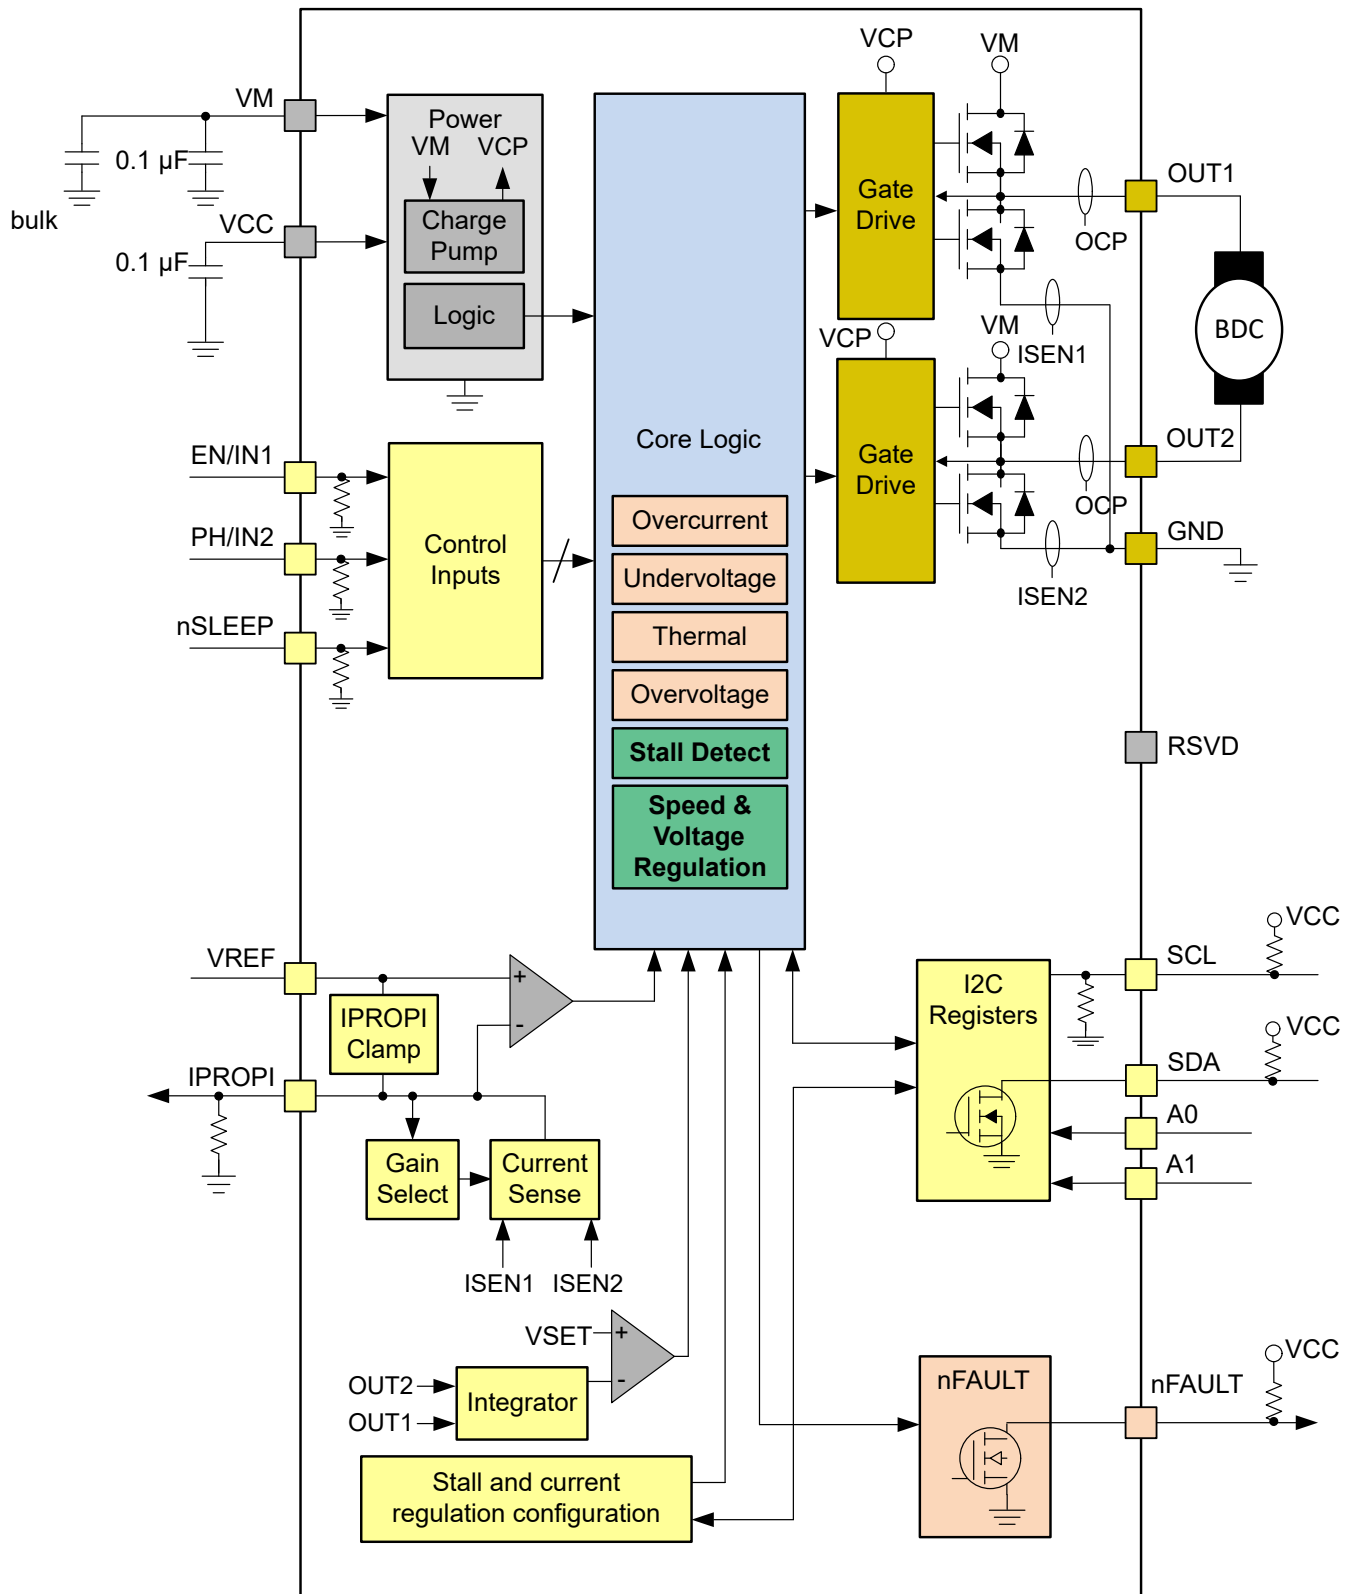 VCP
VM
VM
Power
VM
VCP
0.1 µF
bulk
Charge
Pump
VCC
0.1 µF
Logic
Gate
Drive
OUT1
OCP
ISEN1
BDC
VCP
VM
Core Logic
Gate
Drive
OUT2
OCP
GND
ISEN2
EN/IN1
PH/IN2
nSLEEP
Control
Inputs
Overcurrent
Undervoltage
Thermal
Overvoltage
Stall Detect
Speed &
Voltage
Regulation
RSVD
VREF
+
-
IPROPI
Clamp
IPROPI
Gain
Select
Current
Sense
ISEN1
ISEN2
I2C
Registers
SCL
VCC
SDA
VCC
A0
A1
VSET
+
-
OUT2
OUT1
Integrator
Stall and current
regulation configuration
nFAULT
nFAULT
VCC